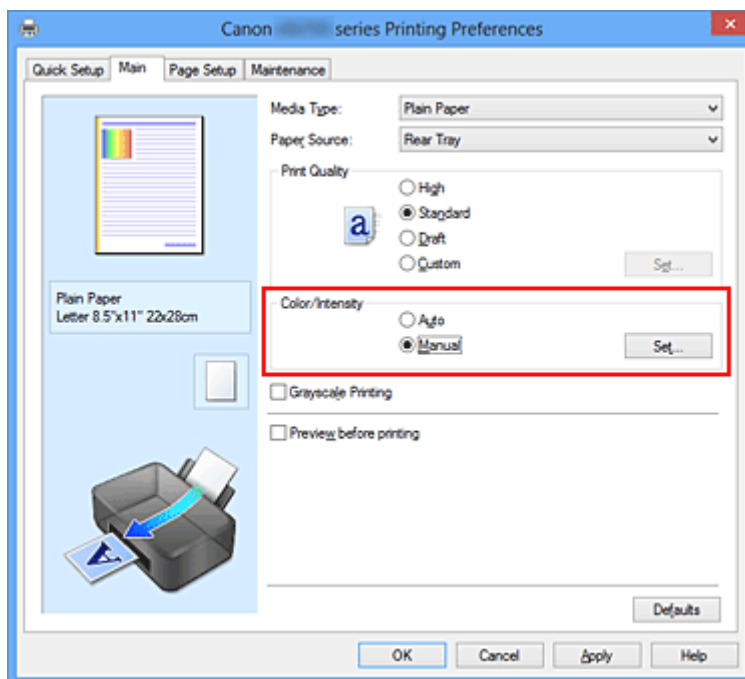 Canon series Printing Preferences
Quick Setup Main Page Setup Maintenance
Media Type: Plain Paper
Paper Source: Rear Tray
Print Quality
High
Standard
Draft
Custom Set...
Plain Paper
Letter 8.5"x11" 22x28cm
Color/Intensity
Auto
Manual Set...
Grayscale Printing
Preview before printing
Defaults
OK Cancel Apply Help